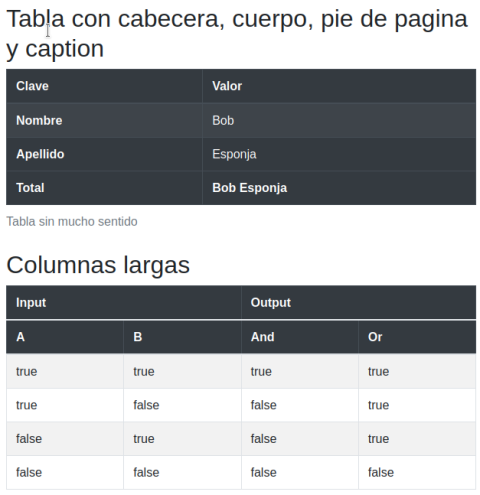 Tabla con cabecera, cuerpo, pie de pagina
y caption
Clave Valor
Nombre Bob
Apellido Esponja
Total Bob Esponja
Tabla sin mucho sentido
Columnas largas
Input Output
A B And Or
true true true true
true false false true
false true false true
false false false false